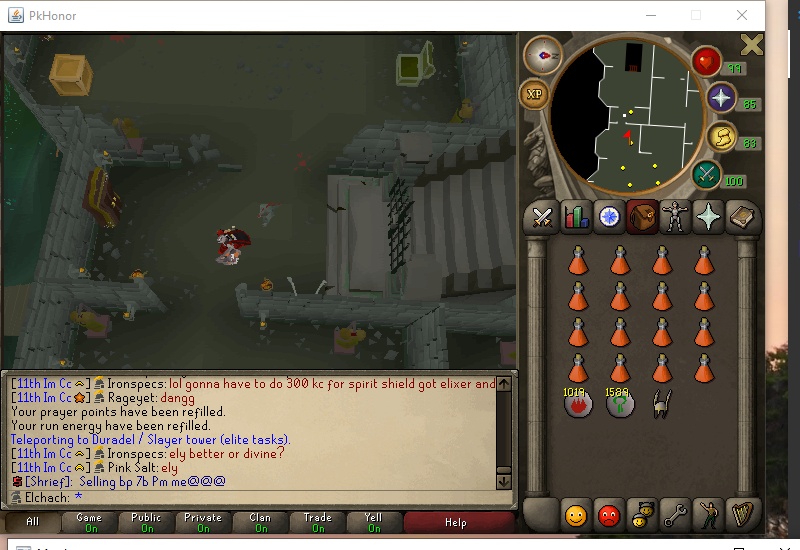 PkHonor
99
XP
85
83
100
1019
1589
[11th Im Cc] Ironspecs: lol gonna have to do 300 kc for spirit shield got elixer and
[11th Im Cc] Rageyet: dangg
Your prayer points have been refilled.
Your run energy have been refilled.
Teleporting to Duradel / Slayer tower (elite tasks).
[11th Im Cc] Ironspecs: ely better or divine?
[11th Im Cc] Pink Salt: ely
[Shrief]: Selling bp 7b Pm me@@@
Elchach: *
All
Game
On
Public
On
Private
On
Clan
On
Trade
On
Yell
On
Help